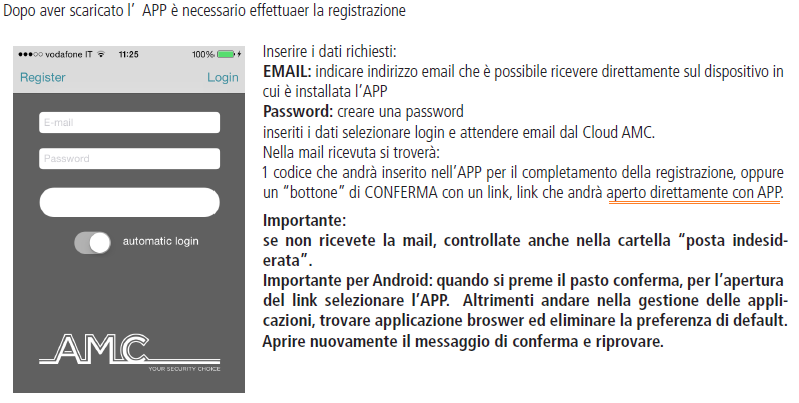 Dopo aver scaricato l' APP è necessario effettuaer la registrazione
●●●○○ vodafone IT 11:25 100%
Register Login
E-mail
Password
automatic login
AMC
YOUR SECURITY CHOICE
Inserire i dati richiesti:
EMAIL: indicare indirizzo email che è possibile ricevere direttamente sul dispositivo in
cui è installata l'APP
Password: creare una password
inseriti i dati selezionare login e attendere email dal Cloud AMC.
Nella mail ricevuta si troverà:
1 codice che andrà inserito nell'APP per il completamento della registrazione, oppure
un "bottone" di CONFERMA con un link, link che andrà aperto direttamente con APP.
Importante:
se non ricevete la mail, controllate anche nella cartella "posta indesid-
erata".
Importante per Android: quando si preme il pasto conferma, per l'apertura
del link selezionare l'APP. Altrimenti andare nella gestione delle appli-
cazioni, trovare applicazione broswer ed eliminare la preferenza di default.
Aprire nuovamente il messaggio di conferma e riprovare.